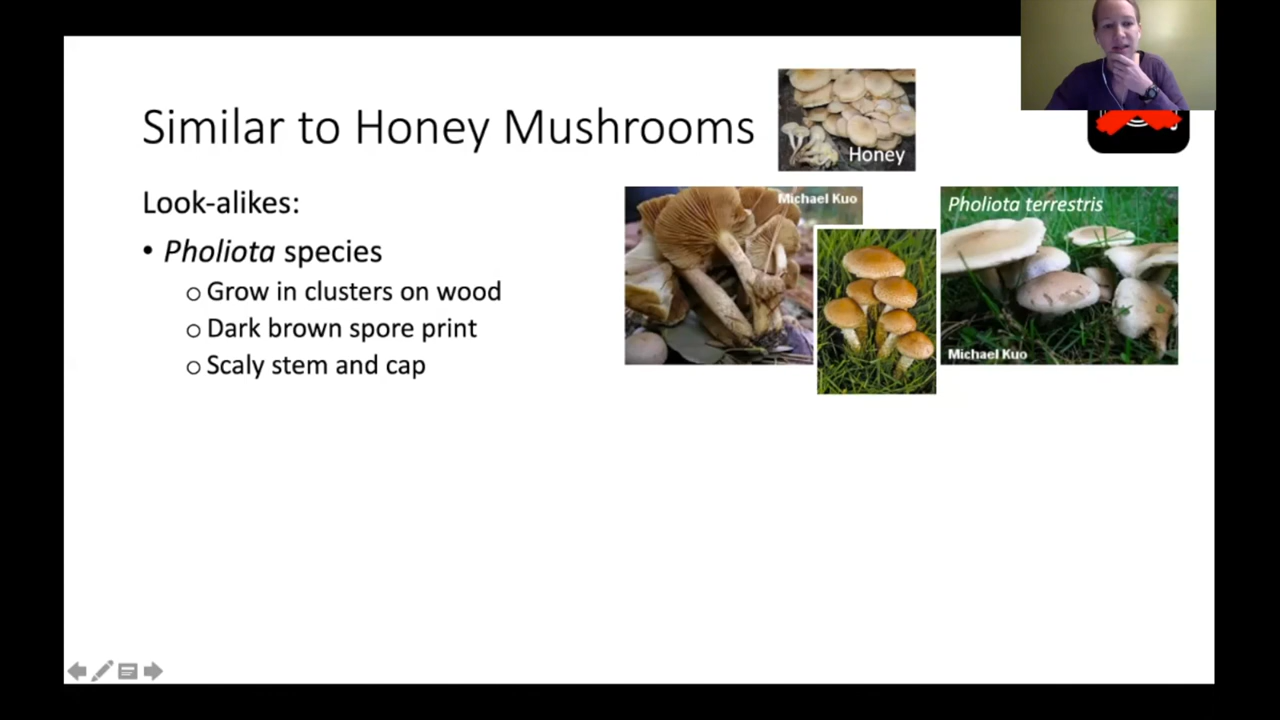 Similar to Honey Mushrooms
Honey
Look-alikes:
• Pholiota species
o Grow in clusters on wood
o Dark brown spore print
o Scaly stem and cap
Michael Kuo
Pholiota terrestris
Michael Kuo